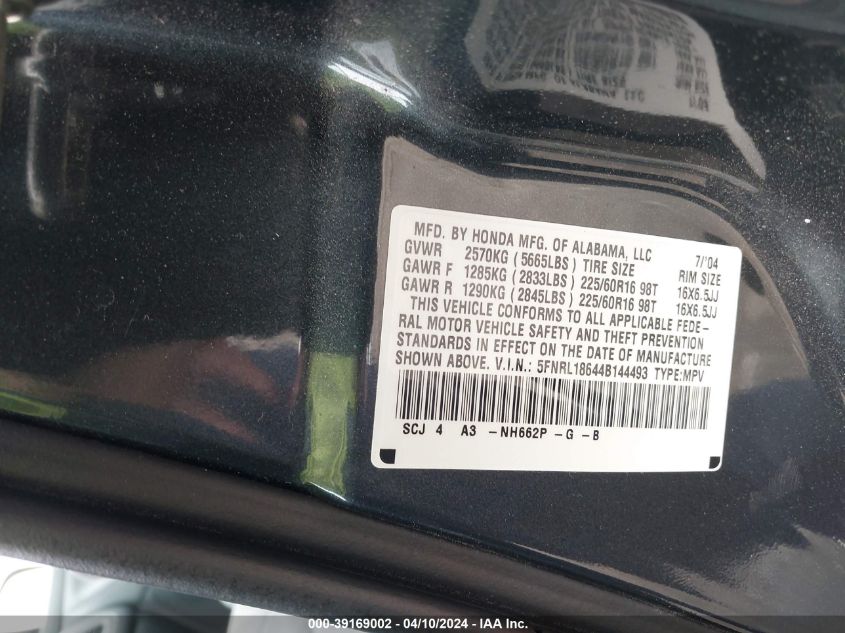 MFD. BY HONDA MFG. OF ALABAMA, LLC 7/'04
GVWR 2570KG (5665LBS) TIRE SIZE RIM SIZE
GAWR F 1285KG (2833LBS) 225/60R16 98T 16X6.5JJ
GAWR R 1290KG (2845LBS) 225/60R16 98T 16X6.5JJ
THIS VEHICLE CONFORMS TO ALL APPLICABLE FEDE-
RAL MOTOR VEHICLE SAFETY AND THEFT PREVENTION
STANDARDS IN EFFECT ON THE DATE OF MANUFACTURE
SHOWN ABOVE. V.I.N.: 5FNRL18644B144493 TYPE:MPV
SCJ 4 A3 -NH662P -G -B
000-39169002 - 04/10/2024 - IAA, Inc.